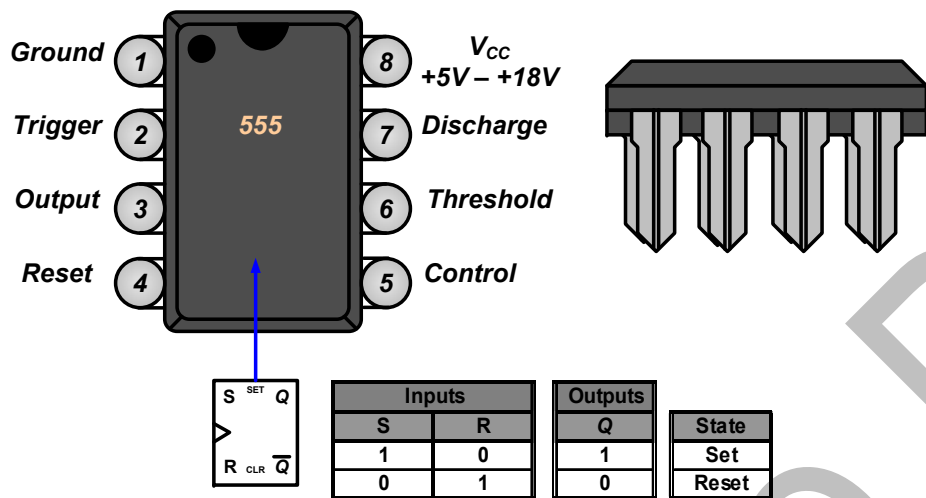 Ground 1
8 VCC
+5V – +18V
Trigger 2
555
7 Discharge
Output 3
6 Threshold
Reset 4
5 Control
S SET Q
R CLR Q̅
Inputs Outputs
S R Q State
1 0 1 Set
0 1 0 Reset